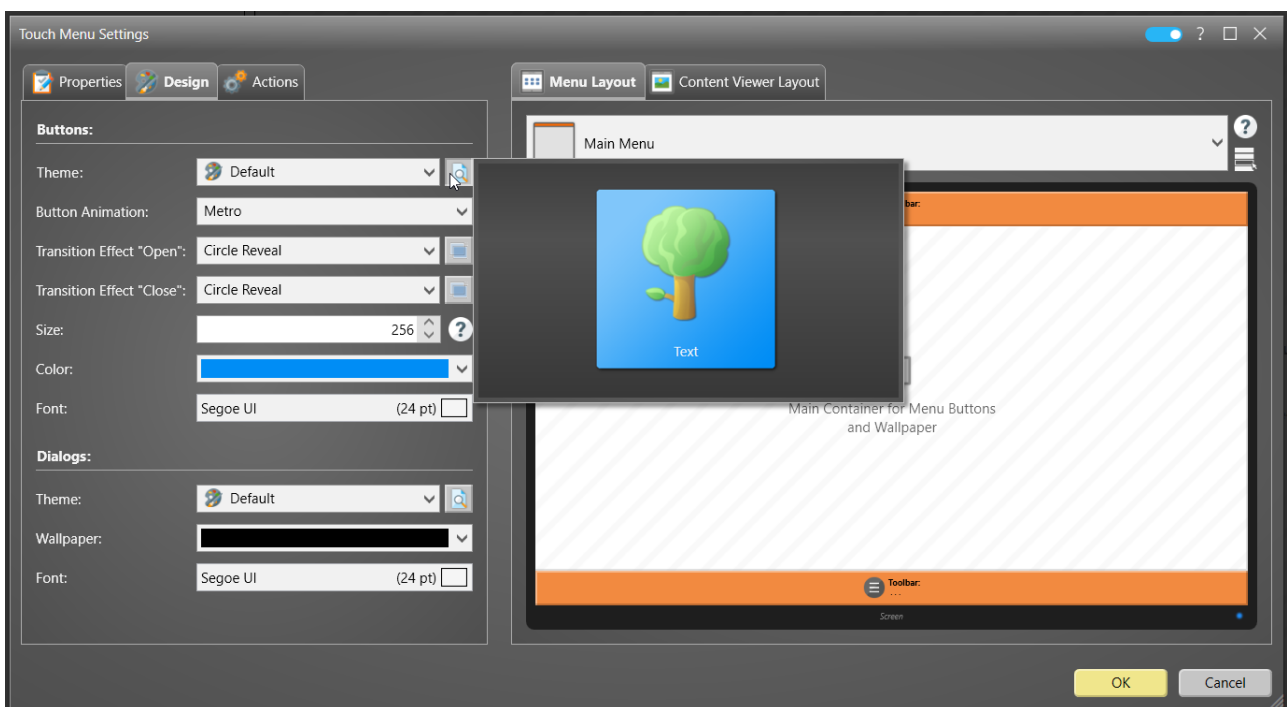 Touch Menu Settings
?
Properties
Design
Actions
Menu Layout
Content Viewer Layout
Buttons:
Theme:
Default
Button Animation:
Metro
Transition Effect "Open":
Circle Reveal
Transition Effect "Close":
Circle Reveal
Size:
256
?
Color:
Font:
Segoe UI (24 pt)
Dialogs:
Theme:
Default
Wallpaper:
Font:
Segoe UI (24 pt)
Main Menu
?
Text
bar:
Main Container for Menu Buttons
and Wallpaper
Toolbar:
...
Screen
OK
Cancel